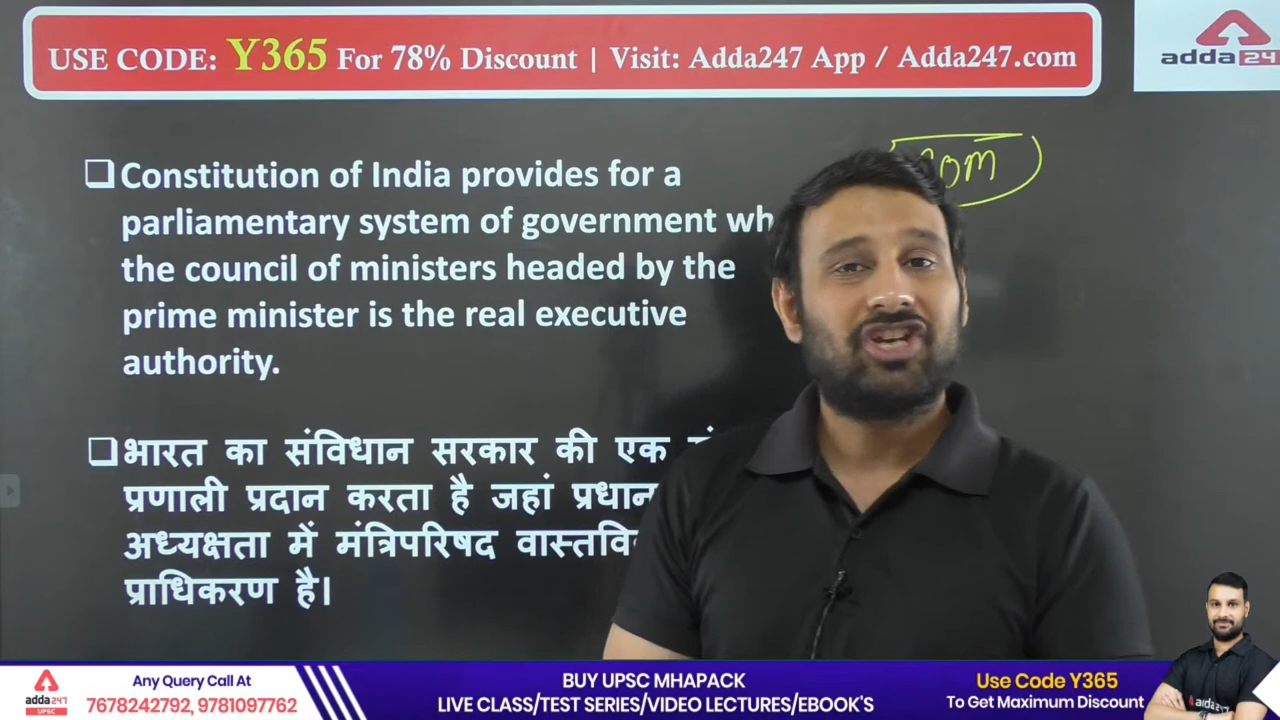 USE CODE: Y365 For 78% Discount | Visit: Adda247 App / Adda247.com
adda 24
Constitution of India provides for a
parliamentary system of government wh
the council of ministers headed by the
prime minister is the real executive
authority.
भारत का संविधान सरकार की एक
प्रणाली प्रदान करता है जहां प्रधान
अध्यक्षता में मंत्रिपरिषद
प्राधिकरण है।
adda247
UPSC
Any Query Call At
7678242792, 9781097762
BUY UPSC MHAPACK
LIVE CLASS/TEST SERIES/VIDEO LECTURES/EBOOK'S
Use Code Y365
To Get Maximum Discount